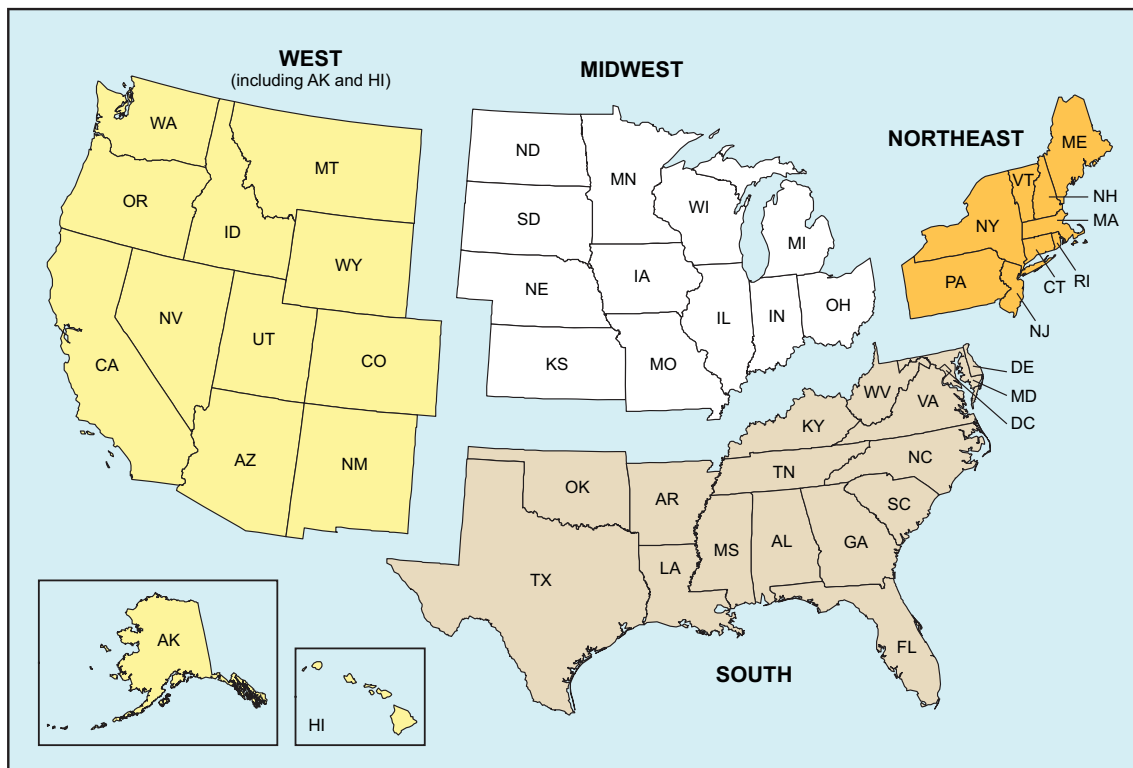 WEST
(including AK and HI)
WA
MT
OR
ID
WY
NV
UT
CO
CA
AZ
NM
AK
HI
MIDWEST
ND
MN
SD
WI
MI
NE
IA
IL
IN
OH
KS
MO
NORTHEAST
ME
VT
NH
NY
MA
CT
RI
PA
NJ
DE
MD
DC
WV
VA
KY
TN
NC
OK
AR
SC
MS
AL
GA
LA
TX
FL
SOUTH